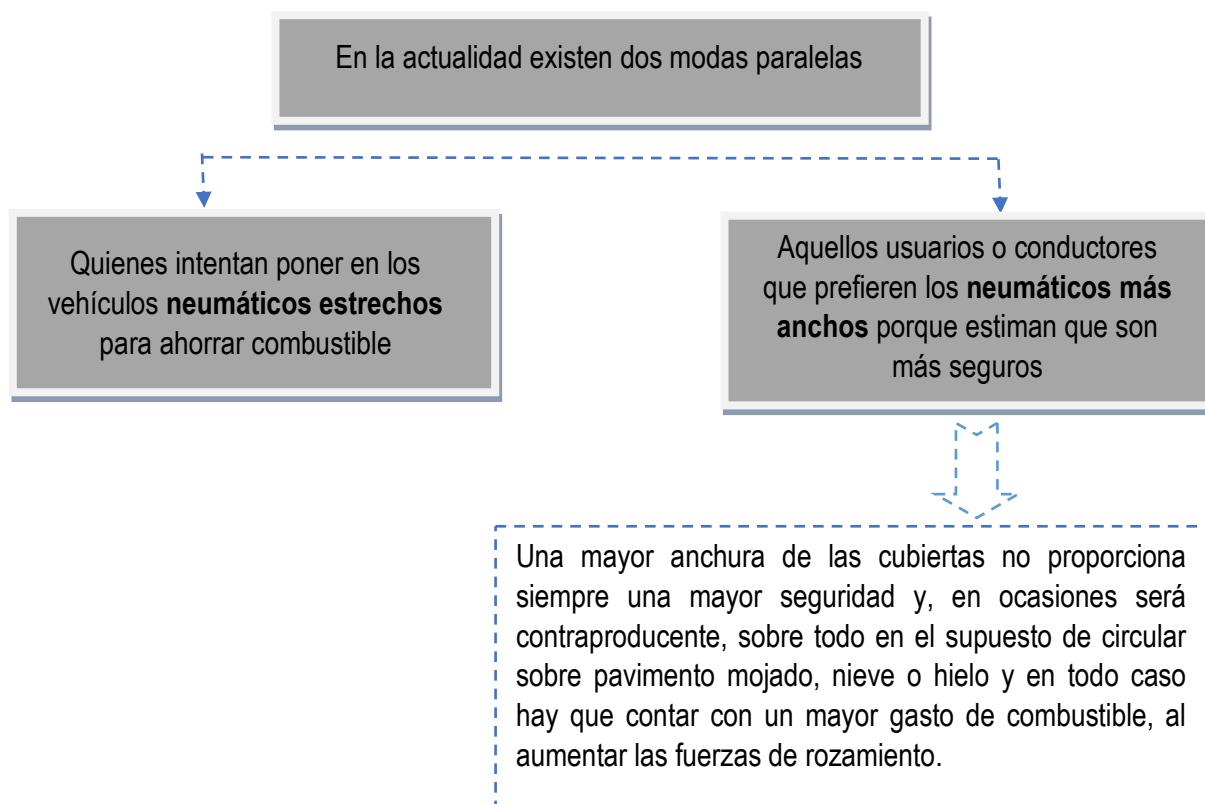 En la actualidad existen dos modas paralelas
Quienes intentan poner en los
vehículos neumáticos estrechos
para ahorrar combustible
Aquellos usuarios o conductores
que prefieren los neumáticos más
anchos porque estiman que son
más seguros
Una mayor anchura de las cubiertas no proporciona
siempre una mayor seguridad y, en ocasiones será
contraproducente, sobre todo en el supuesto de circular
sobre pavimento mojado, nieve o hielo y en todo caso
hay que contar con un mayor gasto de combustible, al
aumentar las fuerzas de rozamiento.